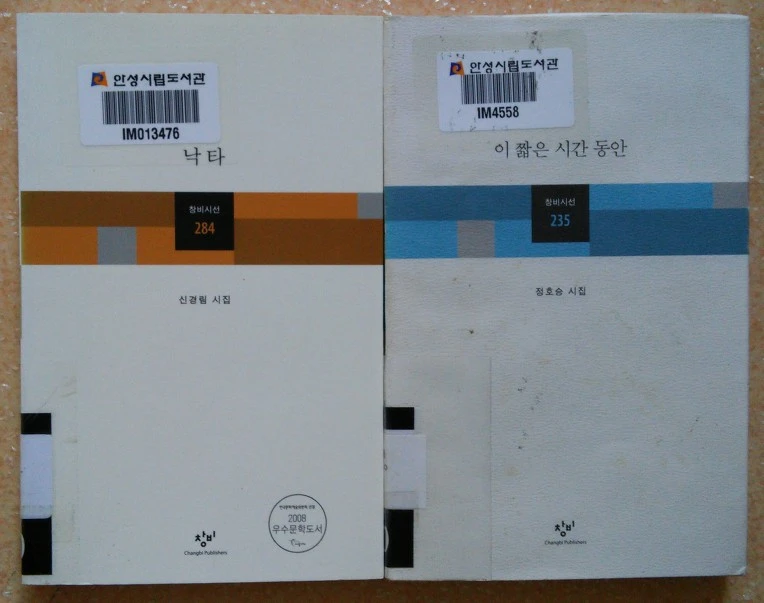 안성시립도서관
IM013476
낙타
창비시선
284
신경림 시집
2008
우수문학도서
창비
Changbi Publishers
안성시립도서관
IM4558
이 짧은 시간 동안
창비시선
235
정호승 시집
창비
Changbi Publishers